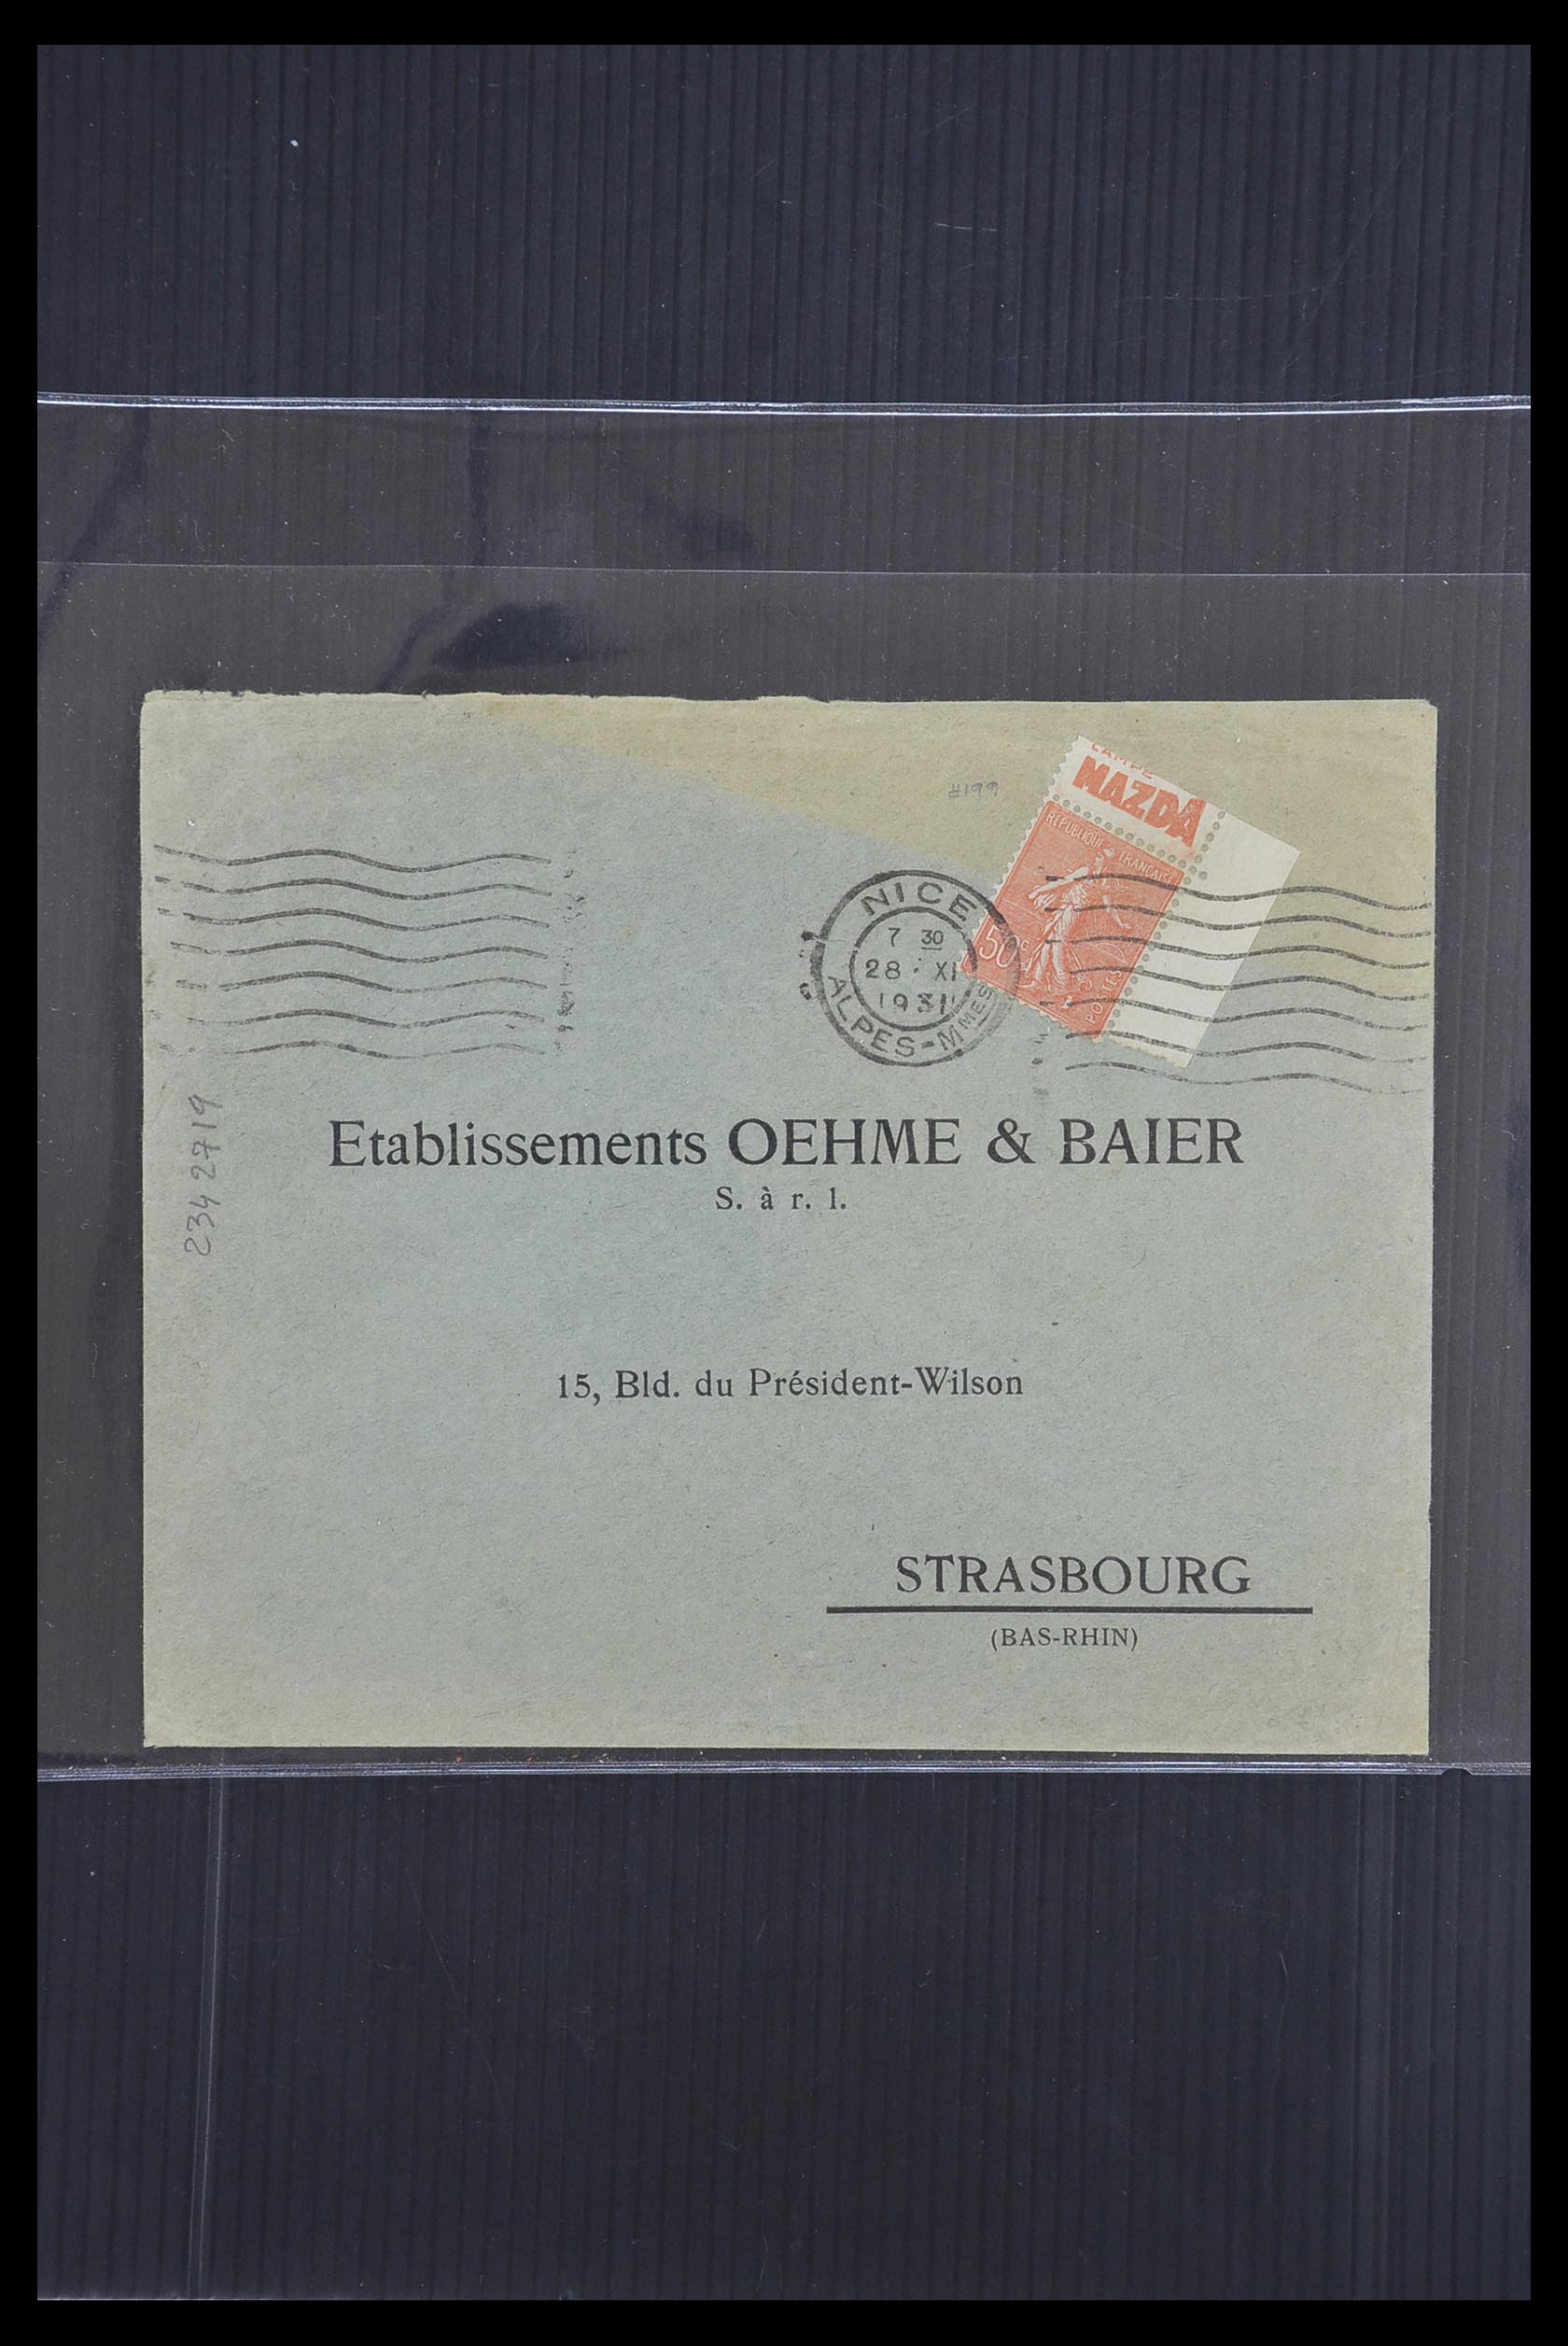 LAMPE
MAZDA
#199
REPUBLIQUE FRANÇAISE
50c
POSTES
NICE
7 30
28 · XI
1931
ALPES-MMES
Etablissements OEHME & BAIER
S. à r. l.
2342719
15, Bld. du Président-Wilson
STRASBOURG
(BAS-RHIN)